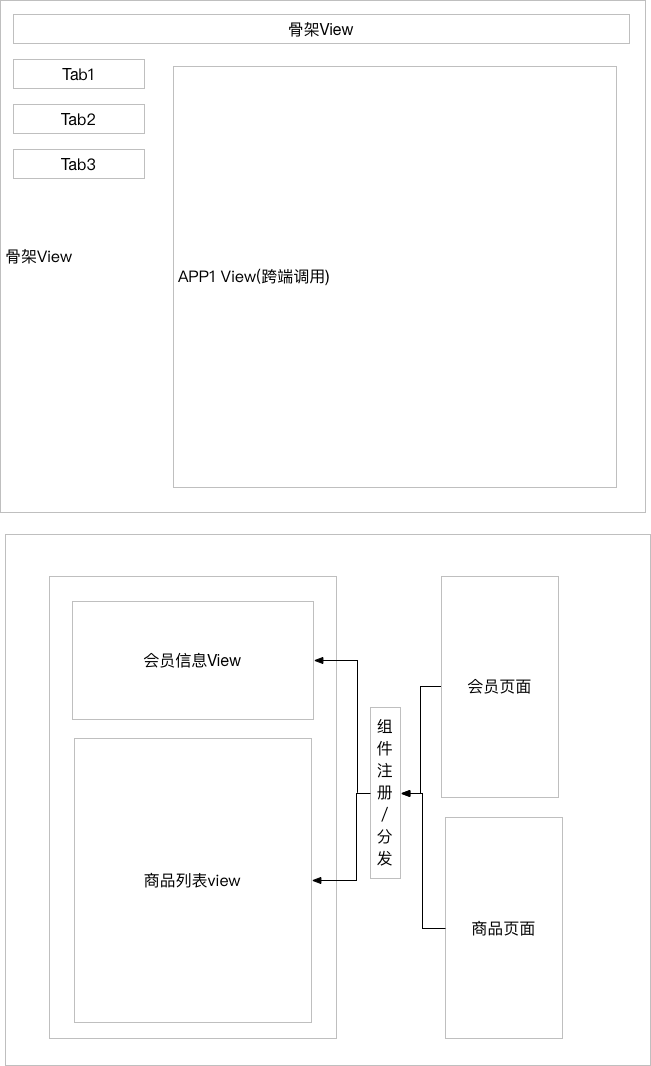 骨架View
Tab1
Tab2
Tab3
骨架View
APP1 View(跨端调用)
会员信息View
商品列表view
组
件
注
册
/
分
发
会员页面
商品页面